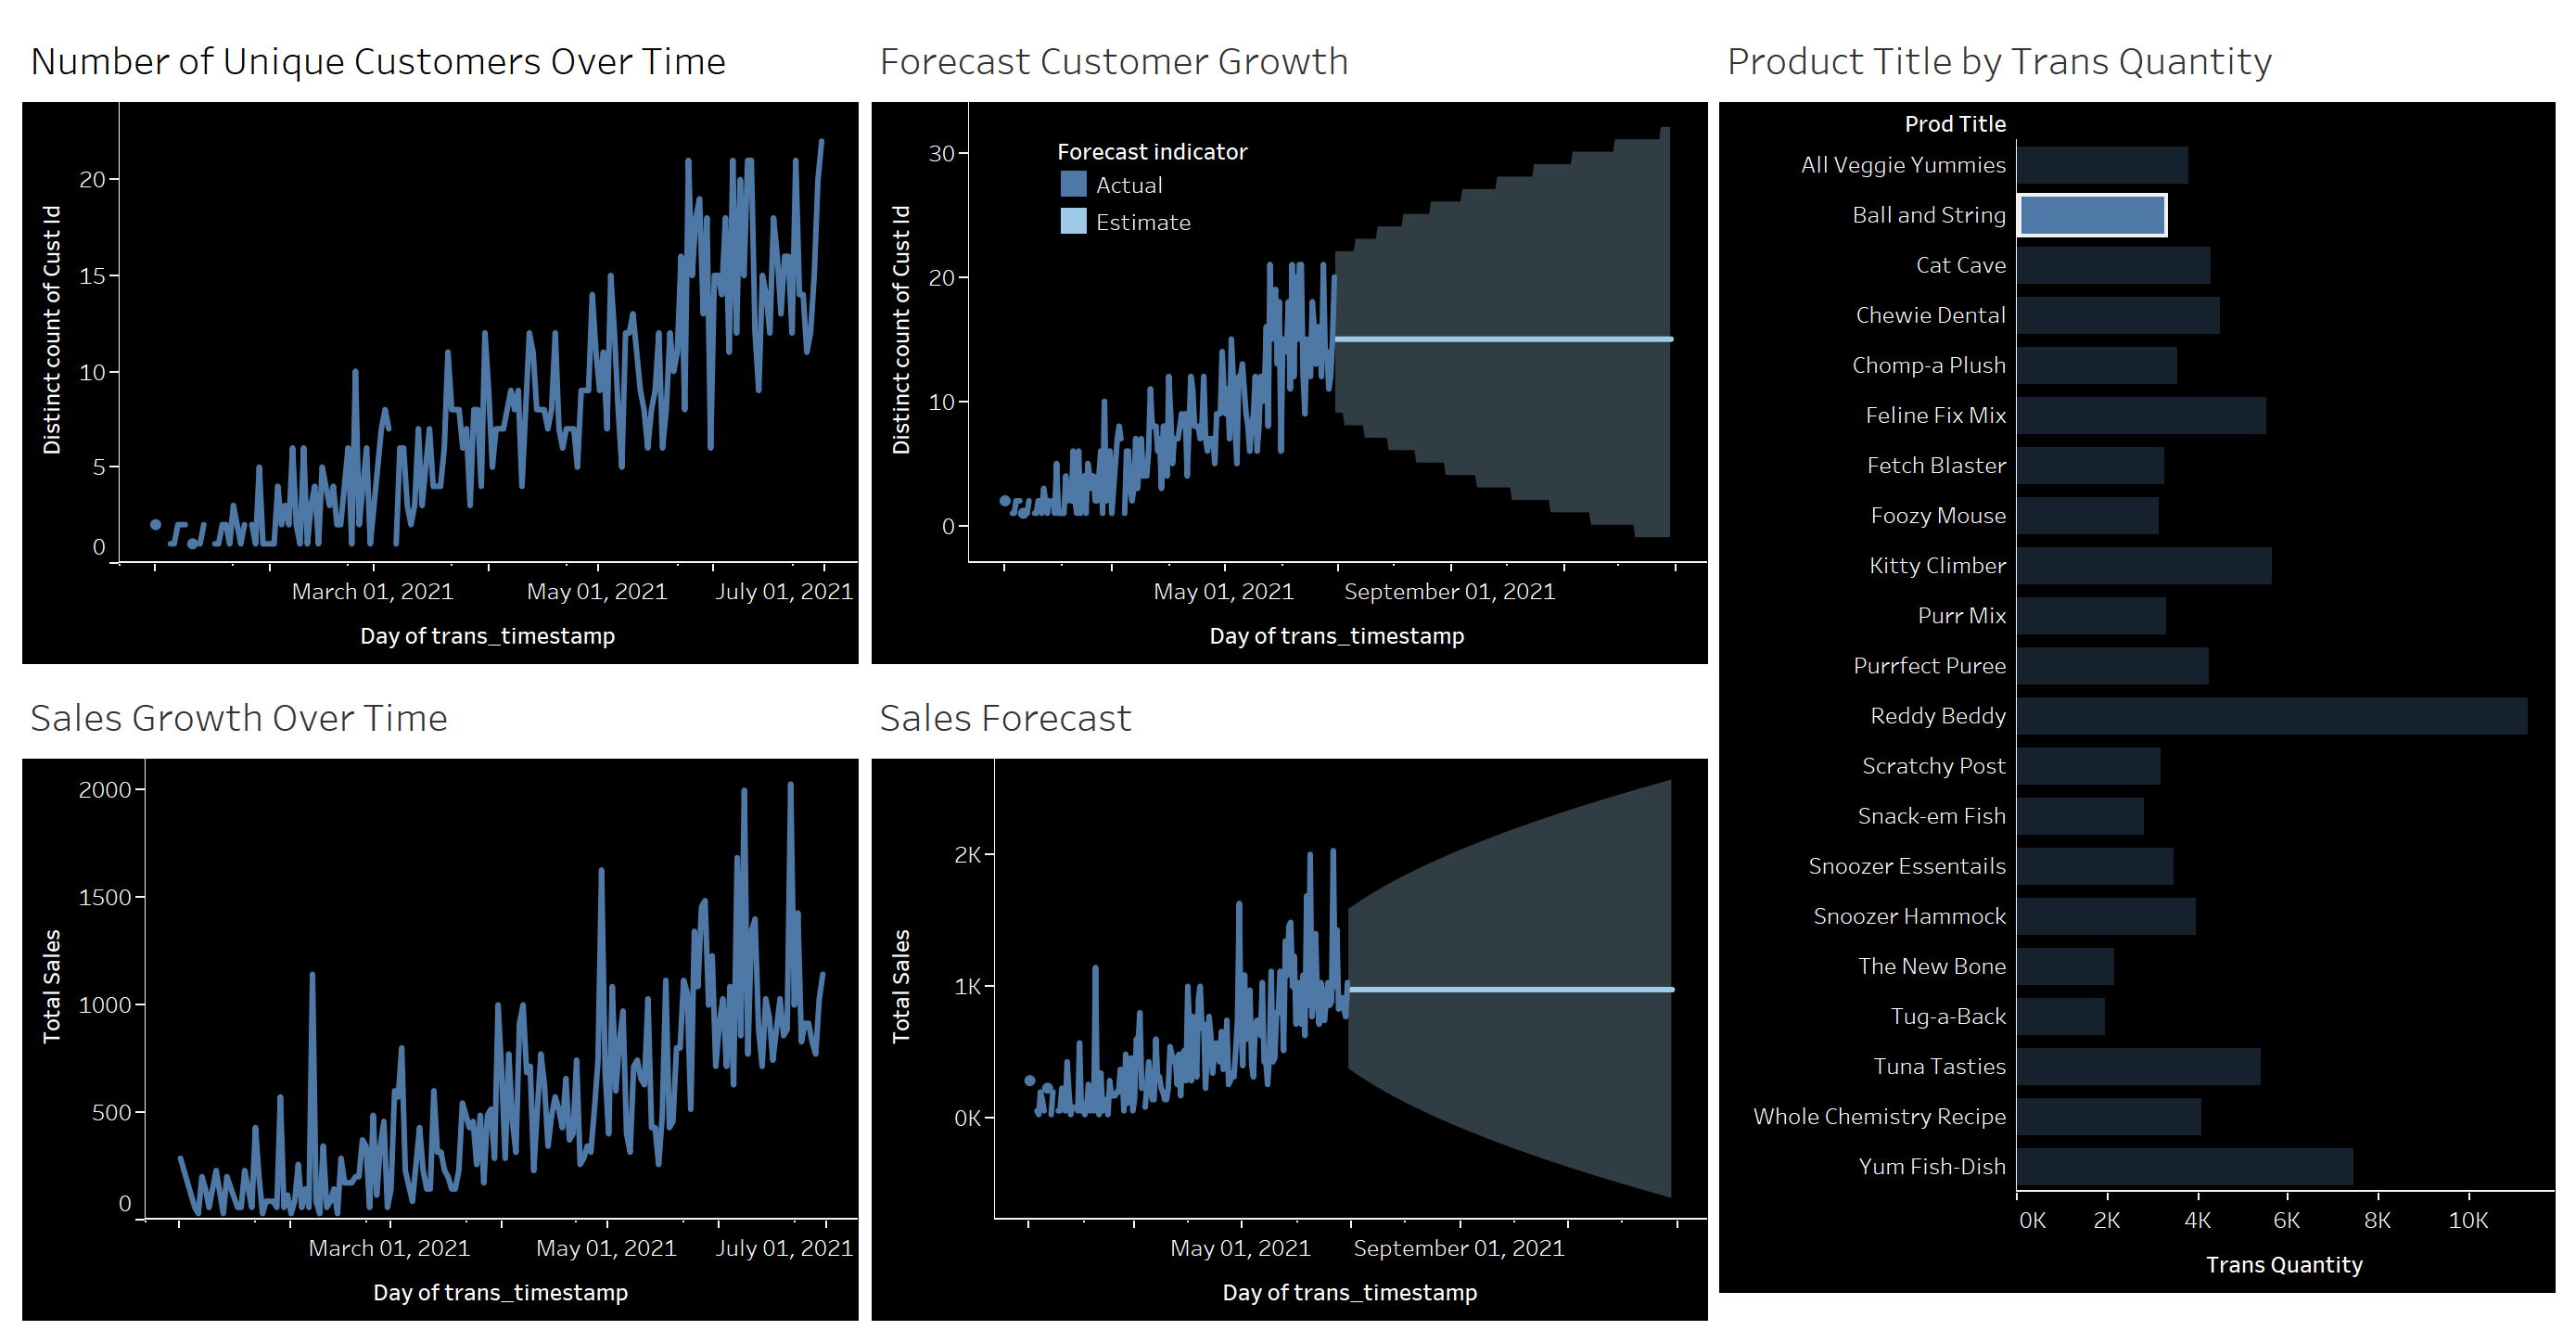 Number of Unique Customers Over Time
20
15
10
5
0
Distinct count of Cust Id
March 01, 2021
May 01, 2021
July 01, 2021
Day of trans_timestamp
Forecast Customer Growth
Forecast indicator
Actual
Estimate
30
20
10
0
Distinct count of Cust Id
May 01, 2021
September 01, 2021
Day of trans_timestamp
Sales Growth Over Time
2000
1500
1000
500
0
Total Sales
March 01, 2021
May 01, 2021
July 01, 2021
Day of trans_timestamp
Sales Forecast
2K
1K
0K
Total Sales
May 01, 2021
September 01, 2021
Day of trans_timestamp
Product Title by Trans Quantity
Prod Title
All Veggie Yummies
Ball and String
Cat Cave
Chewie Dental
Chomp-a Plush
Feline Fix Mix
Fetch Blaster
Foozy Mouse
Kitty Climber
Purr Mix
Purrfect Puree
Reddy Beddy
Scratchy Post
Snack-em Fish
Snoozer Essentails
Snoozer Hammock
The New Bone
Tug-a-Back
Tuna Tasties
Whole Chemistry Recipe
Yum Fish-Dish
0K 2K 4K 6K 8K 10K
Trans Quantity